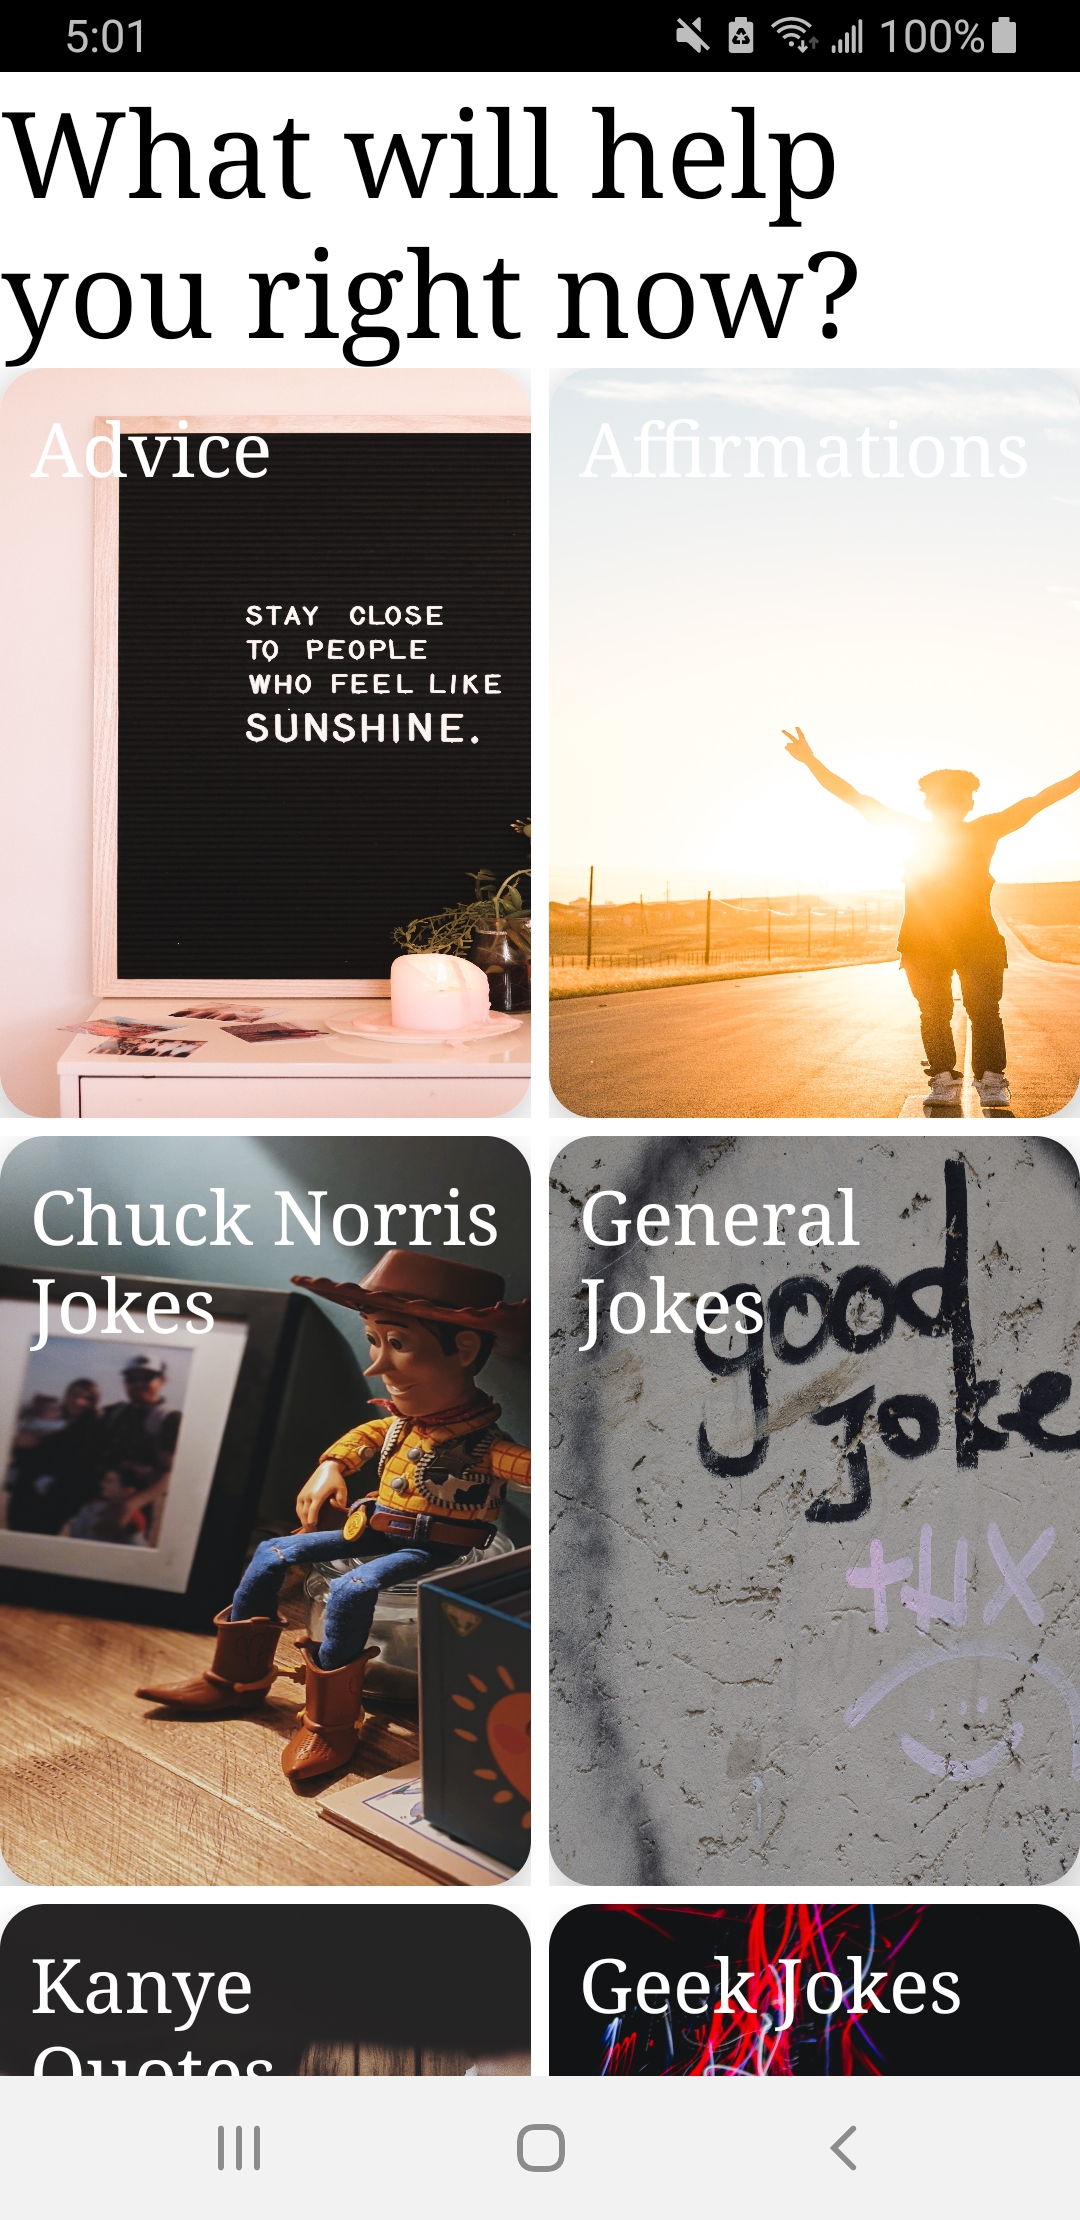 5:01
100%
What will help
you right now?
Advice
STAY CLOSE
TO PEOPLE
WHO FEEL LIKE
SUNSHINE.
Affirmations
Chuck Norris
Jokes
General
Jokes
good
joke
tHX
Kanye
Quotes
Geek Jokes